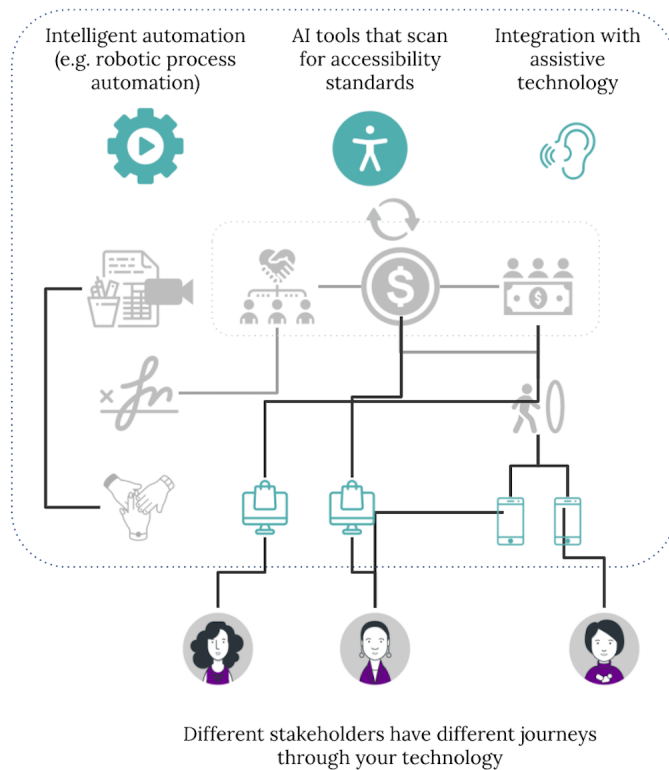 Intelligent automation
(e.g. robotic process
automation)
AI tools that scan
for accessibility
standards
Integration with
assistive
technology
$
$
Different stakeholders have different journeys
through your technology